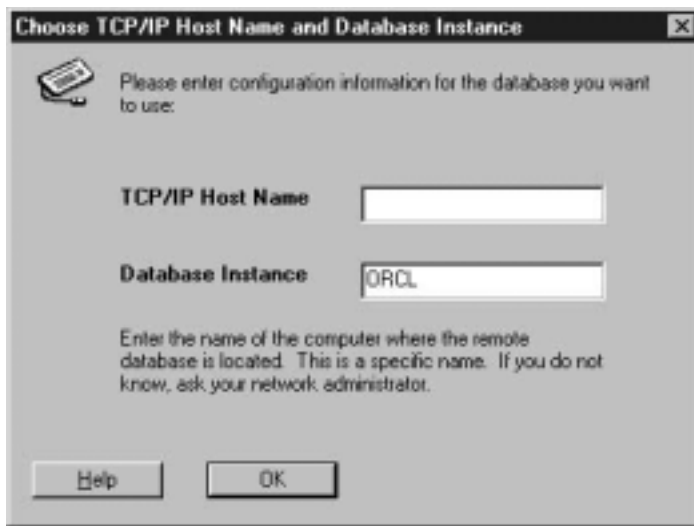 Choose TCP/IP Host Name and Database Instance
Please enter configuration information for the database you want
to use:
TCP/IP Host Name
Database Instance
ORCL
Enter the name of the computer where the remote
database is located. This is a specific name. If you do not
know, ask your network administrator.
Help
OK